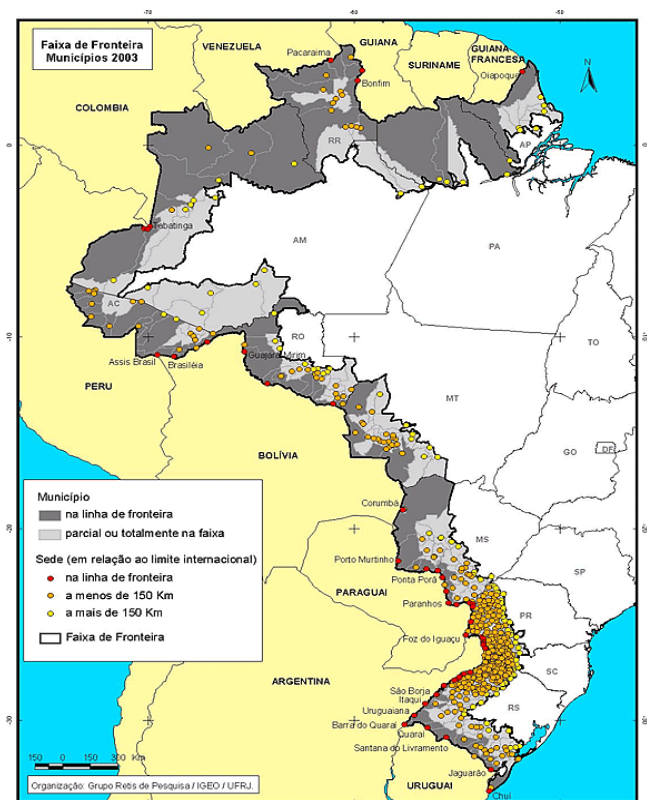 -70
-60
-50
Faixa de Fronteira
Municípios 2003
VENEZUELA
GUIANA
GUIANA
FRANCESA
SURINAME
COLOMBIA
Pacaraima
Bonfim
Oiapoque
N
0
0
RR
AP
Tabatinga
AM
PA
AC
-10
RO
TO
Assis Brasil
Brasiléia
Guajará Mirim
PERU
MT
BOLÍVIA
GO
DF
Município
na linha de fronteira
parcial ou totalmente na faixa
Sede (em relação ao limite internacional)
na linha de fronteira
a menos de 150 Km
a mais de 150 Km
Faixa de Fronteira
Corumbá
MS
Porto Murtinho
Ponta Porã
SP
PARAGUAI
Paranhos
PR
Foz do Iguaçu
SC
ARGENTINA
São Borja
Itaqui
RS
Uruguaiana
Barra do Quaraí
Quaraí
Santana do Livramento
Jaguarão
URUGUAI
Chuí
150 0 150 300 Km
Organização: Grupo Retis de Pesquisa / IGEO / UFRJ.